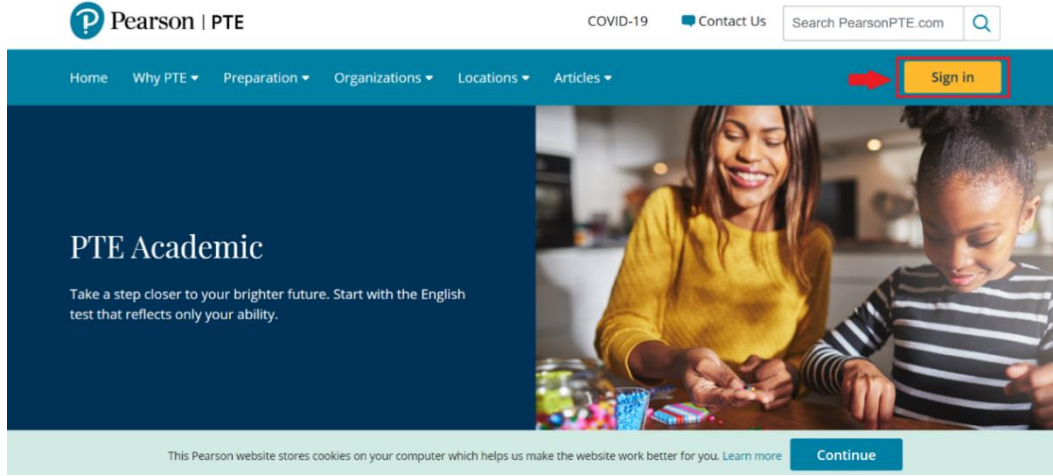 Pearson | PTE
COVID-19
Contact Us
Search PearsonPTE.com
Home
Why PTE
Preparation
Organizations
Locations
Articles
Sign in
PTE Academic
Take a step closer to your brighter future. Start with the English
test that reflects only your ability.
This Pearson website stores cookies on your computer which helps us make the website work better for you. Learn more
Continue